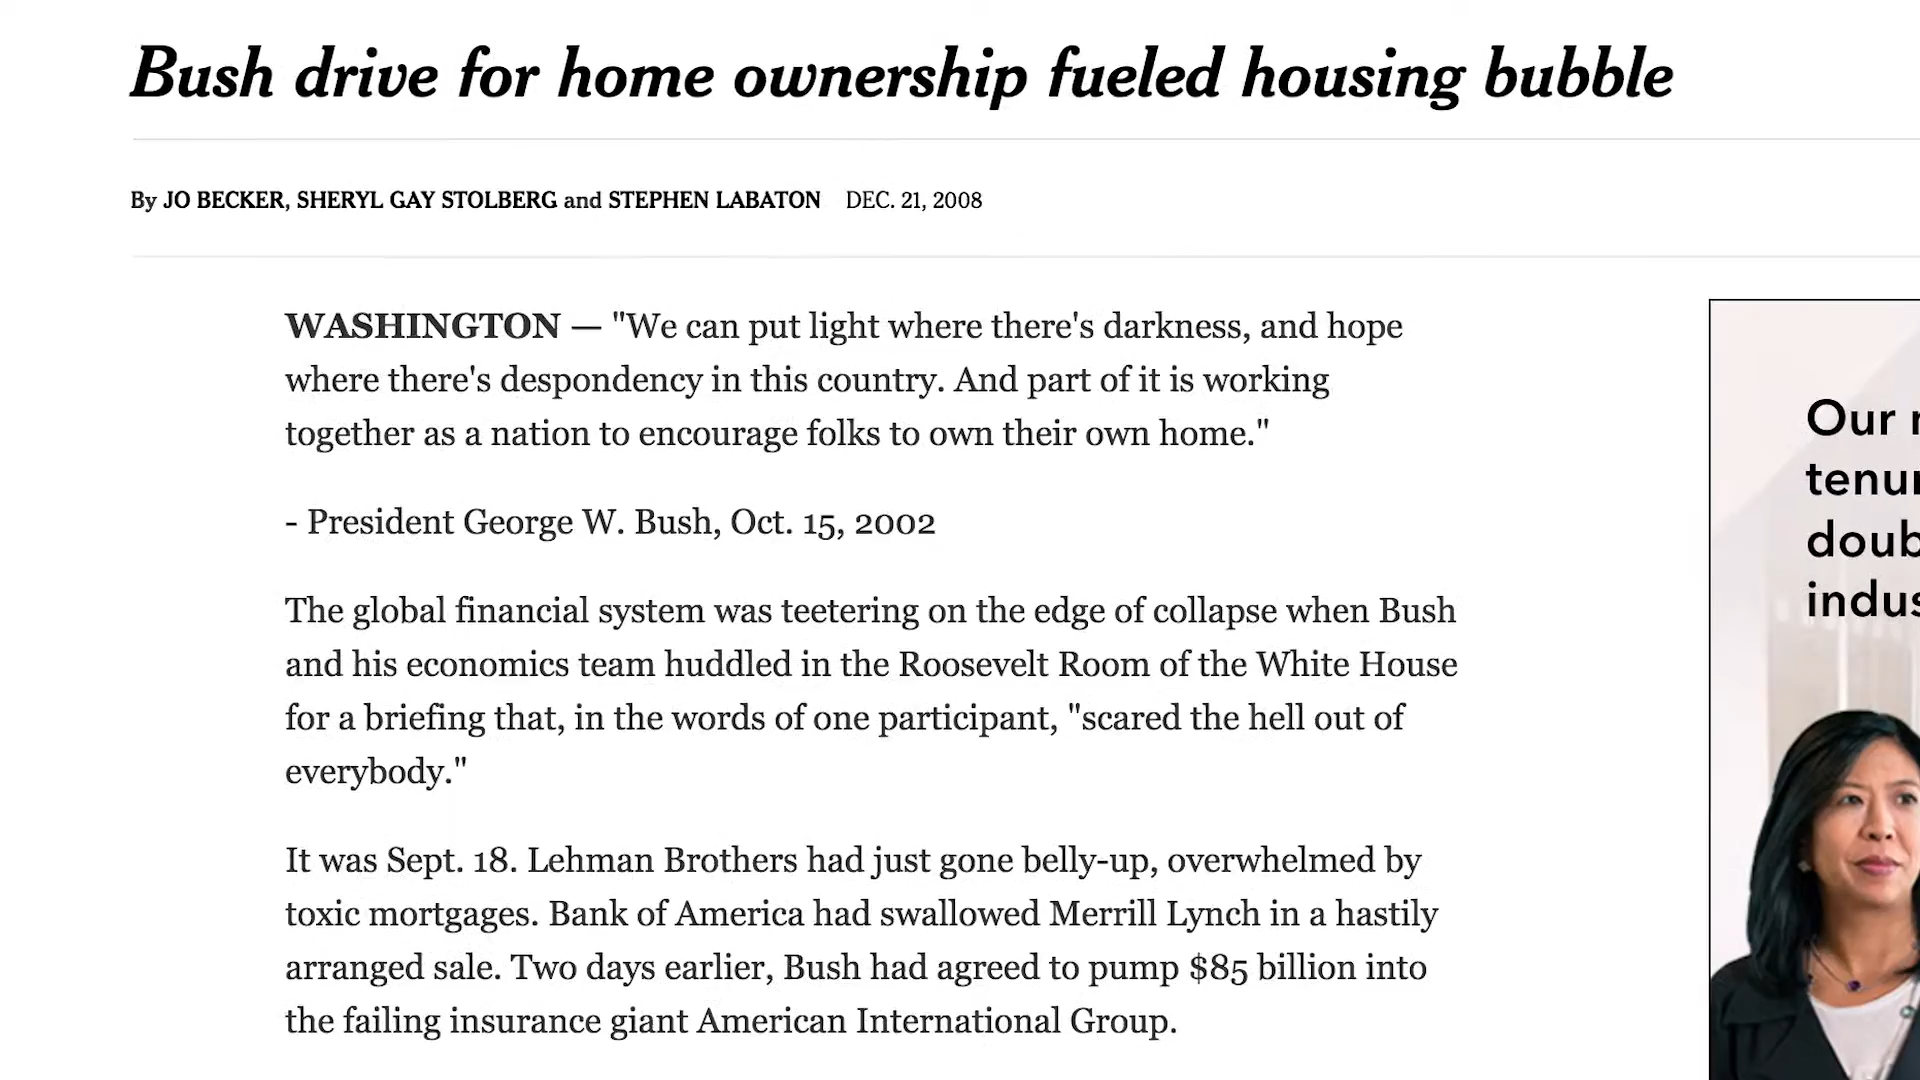 Bush drive for home ownership fueled housing bubble
By JO BECKER, SHERYL GAY STOLBERG and STEPHEN LABATON DEC. 21, 2008
WASHINGTON — "We can put light where there's darkness, and hope
where there's despondency in this country. And part of it is working
together as a nation to encourage folks to own their own home."
- President George W. Bush, Oct. 15, 2002
The global financial system was teetering on the edge of collapse when Bush
and his economics team huddled in the Roosevelt Room of the White House
for a briefing that, in the words of one participant, "scared the hell out of
everybody."
It was Sept. 18. Lehman Brothers had just gone belly-up, overwhelmed by
toxic mortgages. Bank of America had swallowed Merrill Lynch in a hastily
arranged sale. Two days earlier, Bush had agreed to pump $85 billion into
the failing insurance giant American International Group.
Our